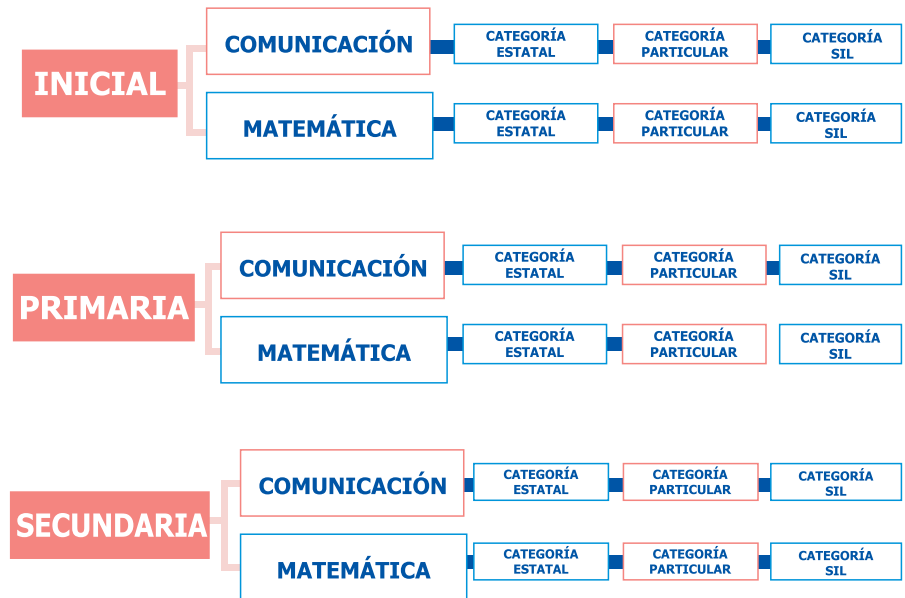 INICIAL
COMUNICACIÓN
CATEGORÍA
ESTATAL
CATEGORÍA
PARTICULAR
CATEGORÍA
SIL
MATEMÁTICA
CATEGORÍA
ESTATAL
CATEGORÍA
PARTICULAR
CATEGORÍA
SIL
PRIMARIA
COMUNICACIÓN
CATEGORÍA
ESTATAL
CATEGORÍA
PARTICULAR
CATEGORÍA
SIL
MATEMÁTICA
CATEGORÍA
ESTATAL
CATEGORÍA
PARTICULAR
CATEGORÍA
SIL
SECUNDARIA
COMUNICACIÓN
CATEGORÍA
ESTATAL
CATEGORÍA
PARTICULAR
CATEGORÍA
SIL
MATEMÁTICA
CATEGORÍA
ESTATAL
CATEGORÍA
PARTICULAR
CATEGORÍA
SIL